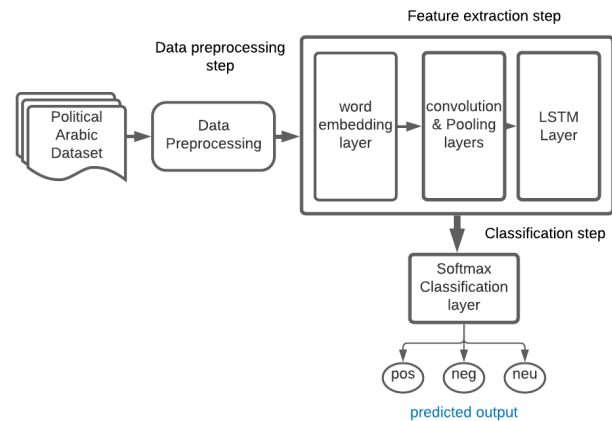 Feature extraction step
Data preprocessing
step
Political
Arabic
Dataset
Data
Preprocessing
word
embedding
layer
convolution
& Pooling
layers
LSTM
Layer
Classification step
Softmax
Classification
layer
pos
neg
neu
predicted output